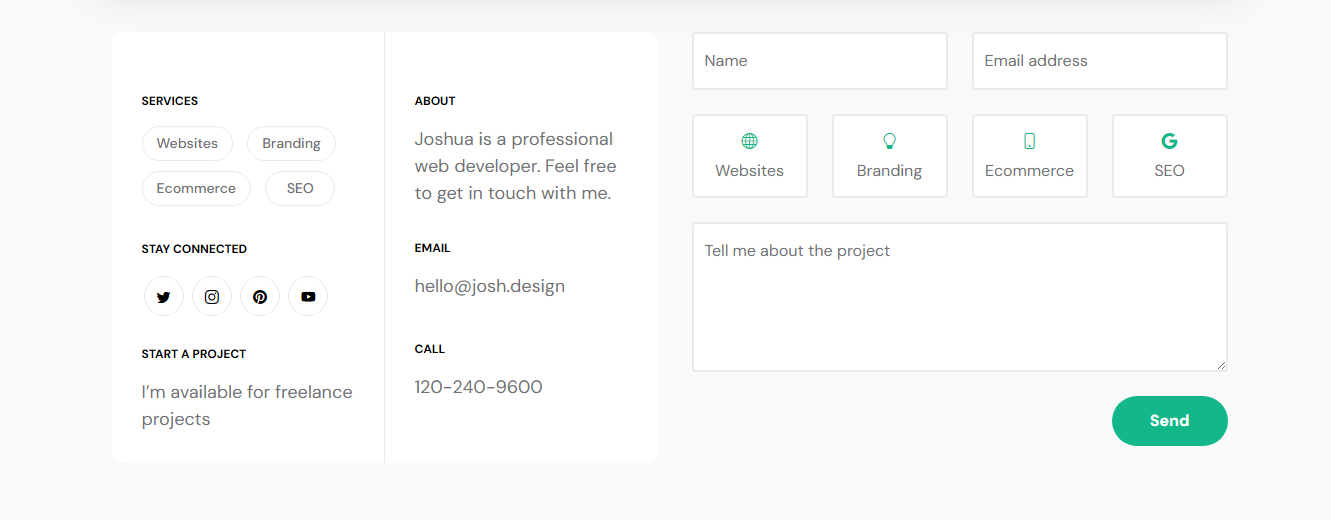 SERVICES
Websites
Branding
Ecommerce
SEO
STAY CONNECTED
START A PROJECT
I'm available for freelance
projects
ABOUT
Joshua is a professional
web developer. Feel free
to get in touch with me.
EMAIL
hello@josh.design
CALL
120-240-9600
Name
Email address
Websites
Branding
Ecommerce
SEO
Tell me about the project
Send